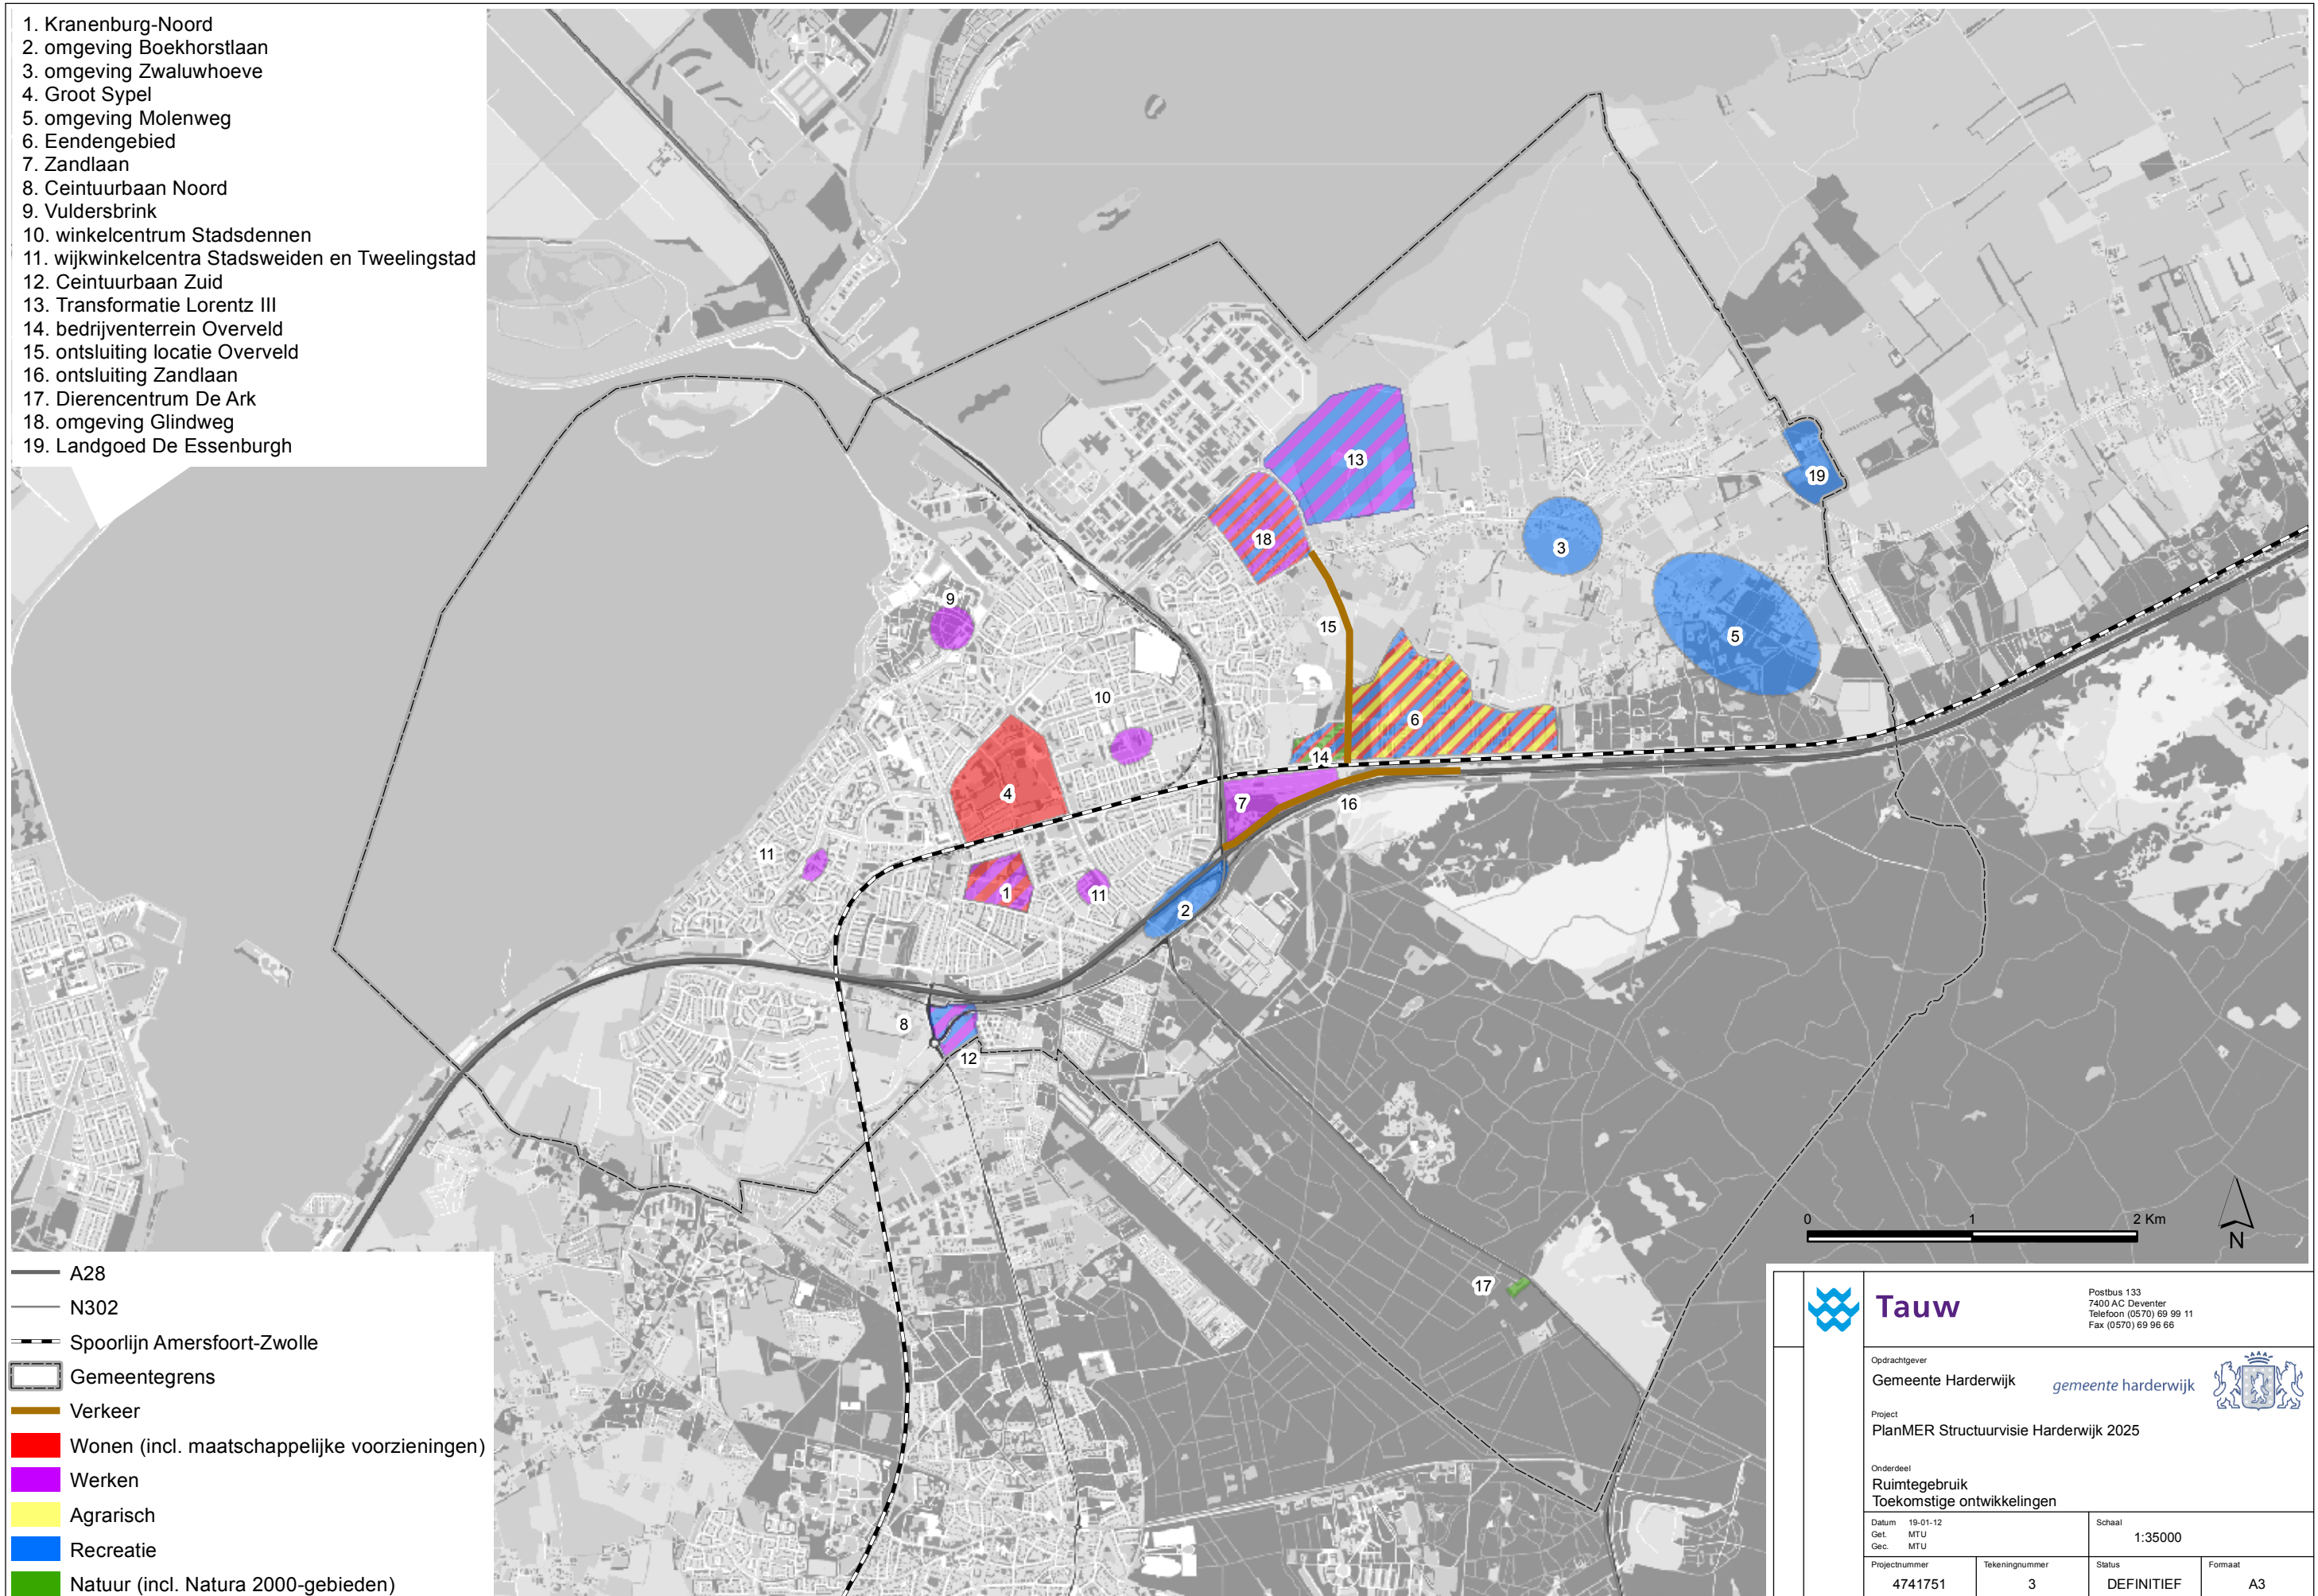 1. Kranenburg-Noord
2. omgeving Boekhorstlaan
3. omgeving Zwaluwhoeve
4. Groot Sypel
5. omgeving Molenweg
6. Eendengebied
7. Zandlaan
8. Ceintuurbaan Noord
9. Vuldersbrink
10. winkelcentrum Stadsdennen
11. wijkwinkelcentra Stadsweiden en Tweelingstad
12. Ceintuurbaan Zuid
13. Transformatie Lorentz III
14. bedrijventerrein Overveld
15. ontsluiting locatie Overveld
16. ontsluiting Zandlaan
17. Dierencentrum De Ark
18. omgeving Glindweg
19. Landgoed De Essenburgh
13
19
18
3
9
15
5
10
6
14
4
7
16
11
1
11
2
8
12
17
0 1 2 Km
N
A28
N302
Spoorlijn Amersfoort-Zwolle
Gemeentegrens
Verkeer
Wonen (incl. maatschappelijke voorzieningen)
Werken
Agrarisch
Recreatie
Natuur (incl. Natura 2000-gebieden)
Tauw
Postbus 133
7400 AC Deventer
Telefoon (0570) 69 99 11
Fax (0570) 69 96 66
Opdrachtgever
Gemeente Harderwijk
gemeente harderwijk
Project
PlanMER Structuurvisie Harderwijk 2025
Onderdeel
Ruimtegebruik
Toekomstige ontwikkelingen
Datum 19-01-12
Get. MTU
Gec. MTU
Schaal
1:35000
Projectnummer
4741751
Tekeningnummer
3
Status
DEFINITIEF
Formaat
A3